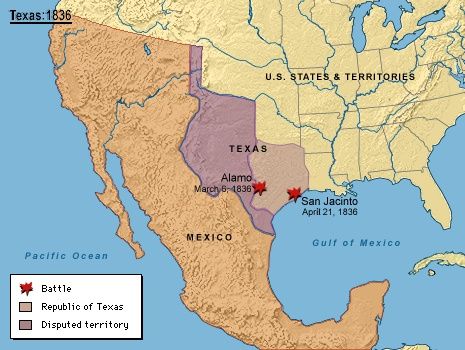 Texas:1836
U.S. STATES & TERRITORIES
TEXAS
Alamo
March 6, 1836
San Jacinto
April 21, 1836
MEXICO
Gulf of Mexico
Pacific Ocean
Battle
Republic of Texas
Disputed territory